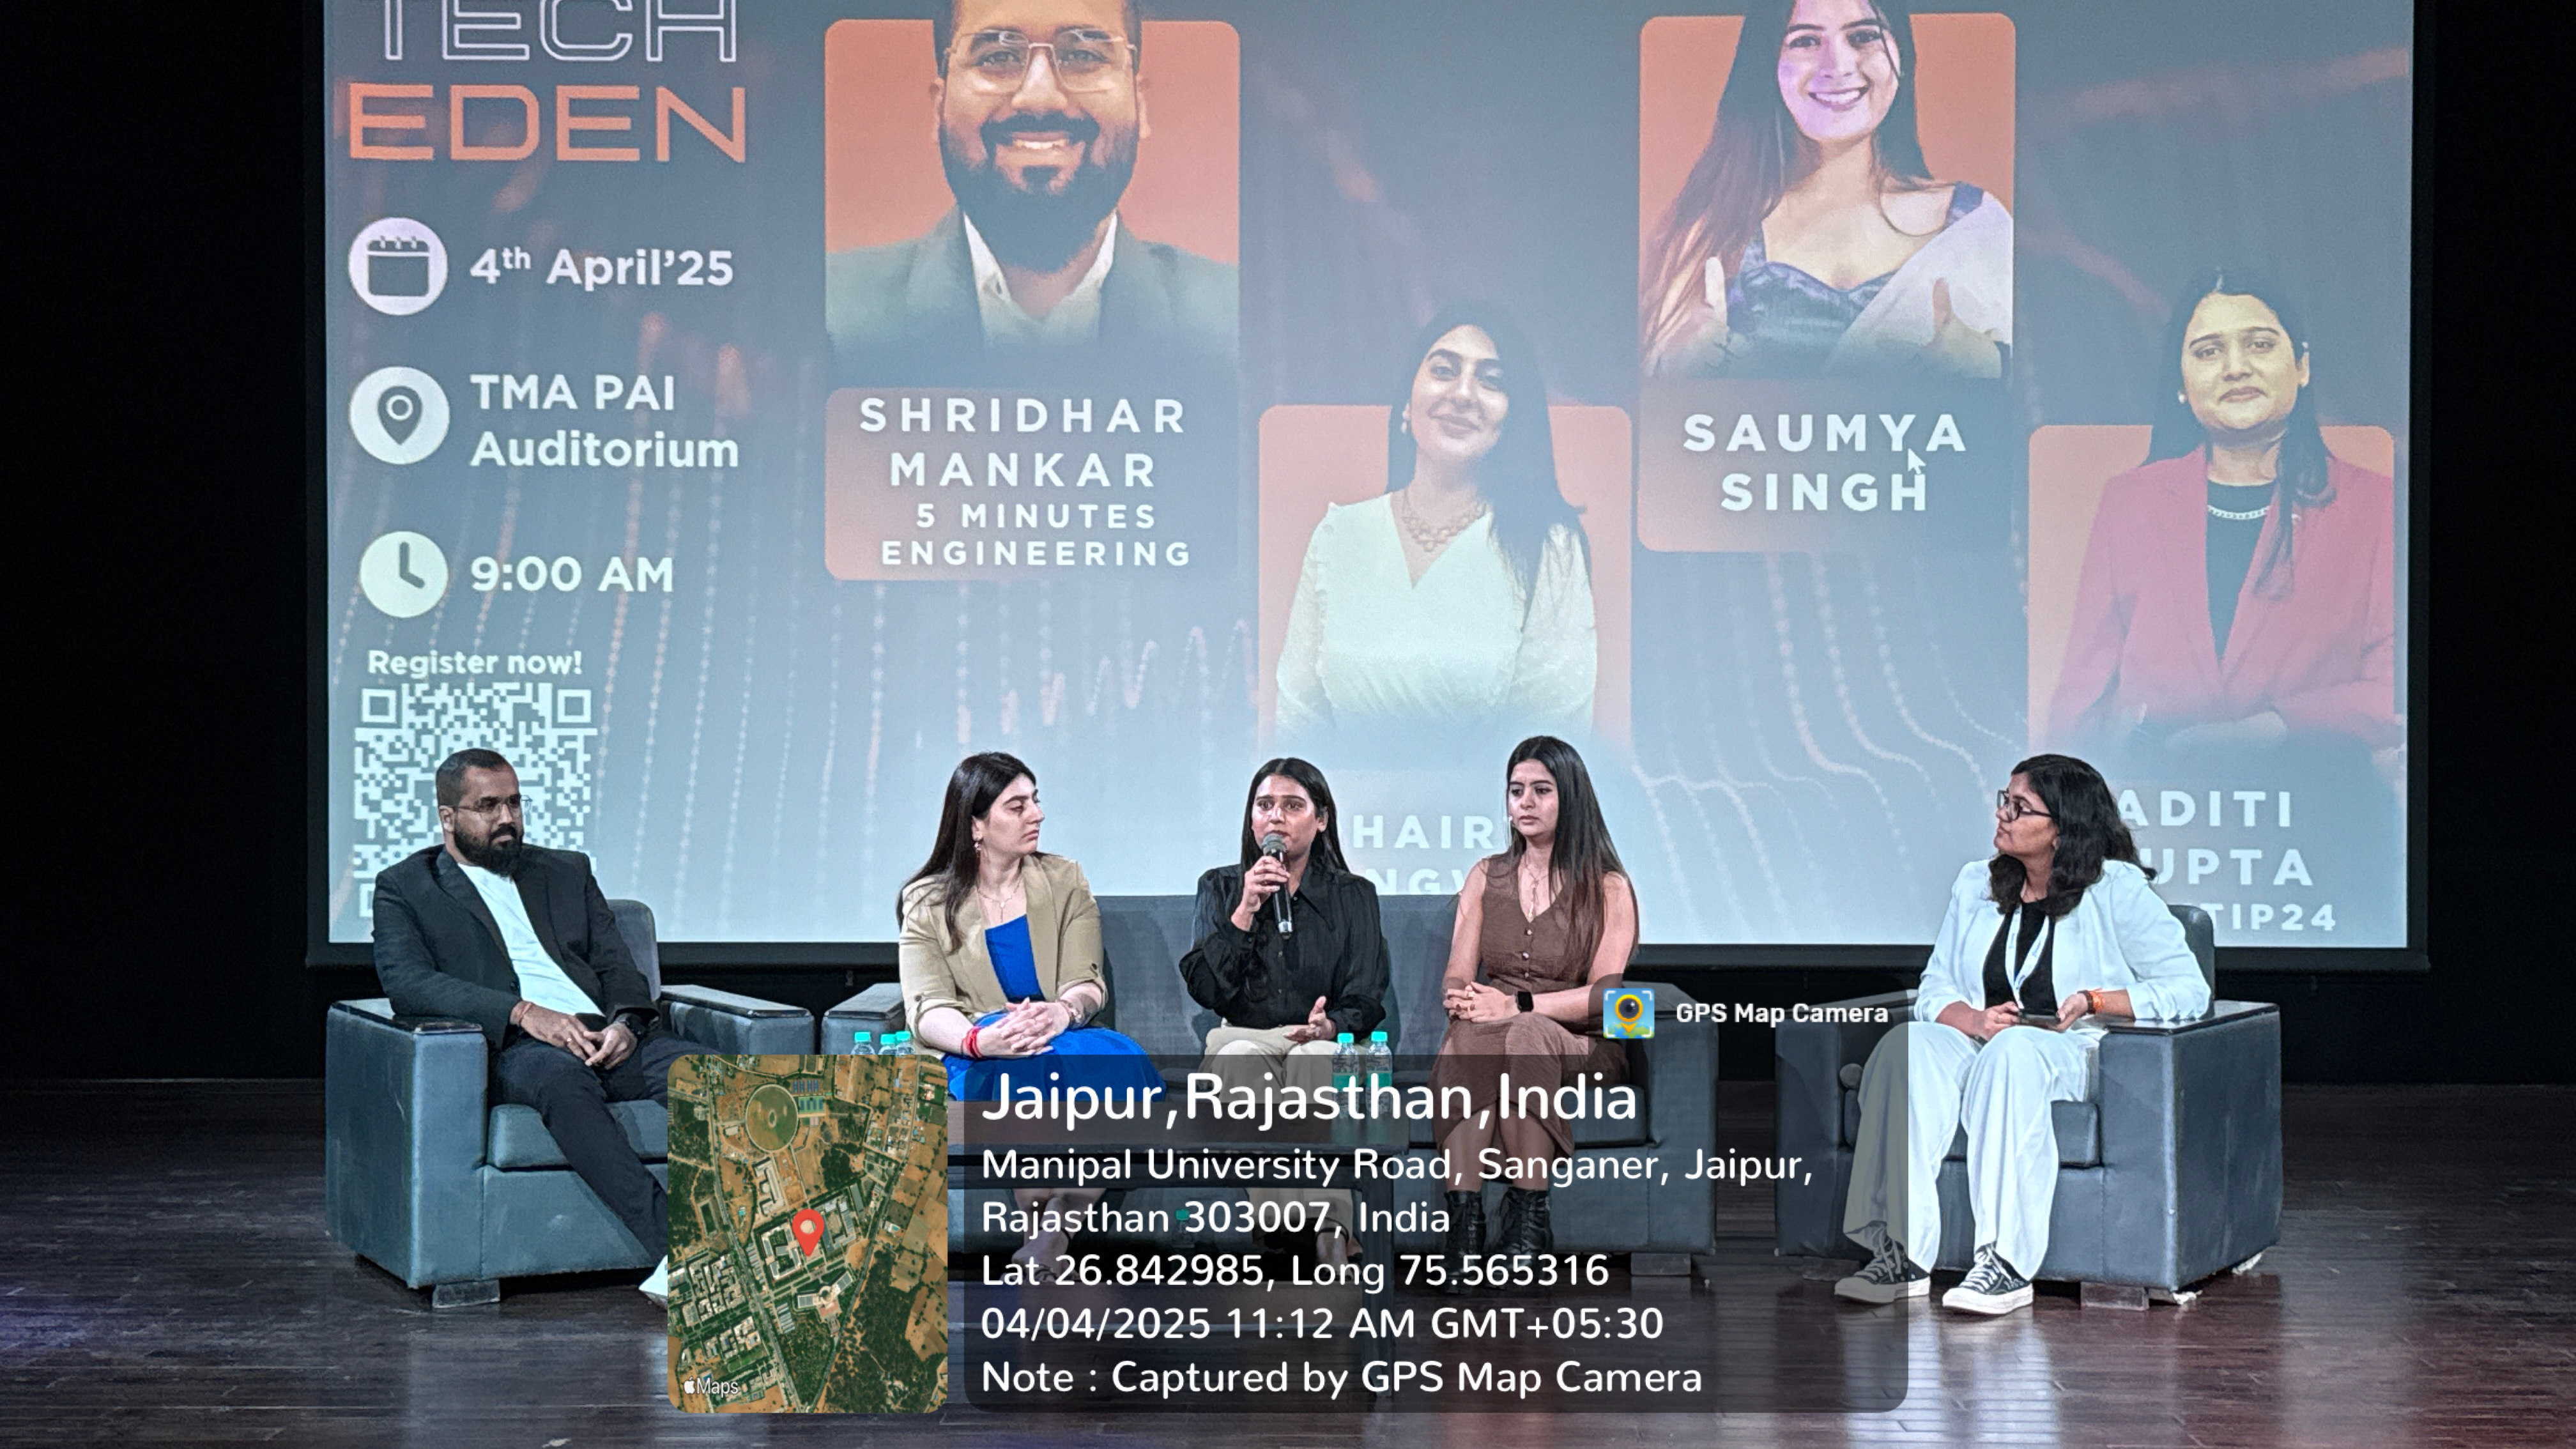 TECH
EDEN
4th April'25
TMA PAI
Auditorium
9:00 AM
Register now!
SHRIDHAR
MANKAR
5 MINUTES
ENGINEERING
SAUMYA
SINGH
ADITI
UPTA
TIP24
GPS Map Camera
Jaipur,Rajasthan,India
Manipal University Road, Sanganer, Jaipur,
Rajasthan 303007, India
Lat 26.842985, Long 75.565316
04/04/2025 11:12 AM GMT+05:30
Note : Captured by GPS Map Camera
Maps